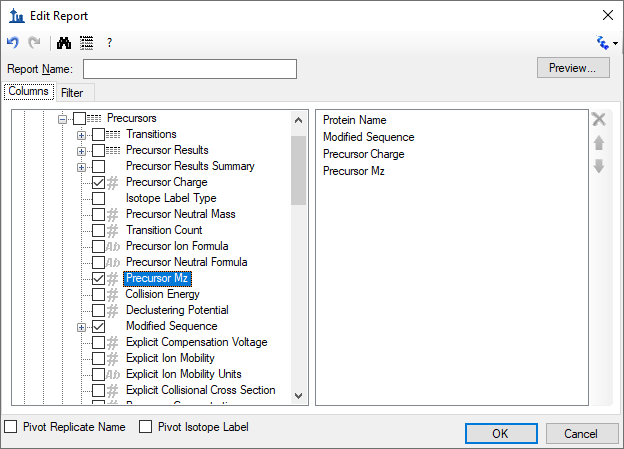 Edit Report
?
Report Name:
Preview...
Columns
Filter
Precursors
Transitions
Precursor Results
Precursor Results Summary
# Precursor Charge
Isotope Label Type
# Precursor Neutral Mass
# Transition Count
Ab Precursor Ion Formula
Ab Precursor Neutral Formula
# Precursor Mz
# Collision Energy
# Declustering Potential
Modified Sequence
# Explicit Compensation Voltage
# Explicit Ion Mobility
Ab Explicit Ion Mobility Units
# Explicit Collisional Cross Section
Protein Name
Modified Sequence
Precursor Charge
Precursor Mz
Pivot Replicate Name
Pivot Isotope Label
OK
Cancel